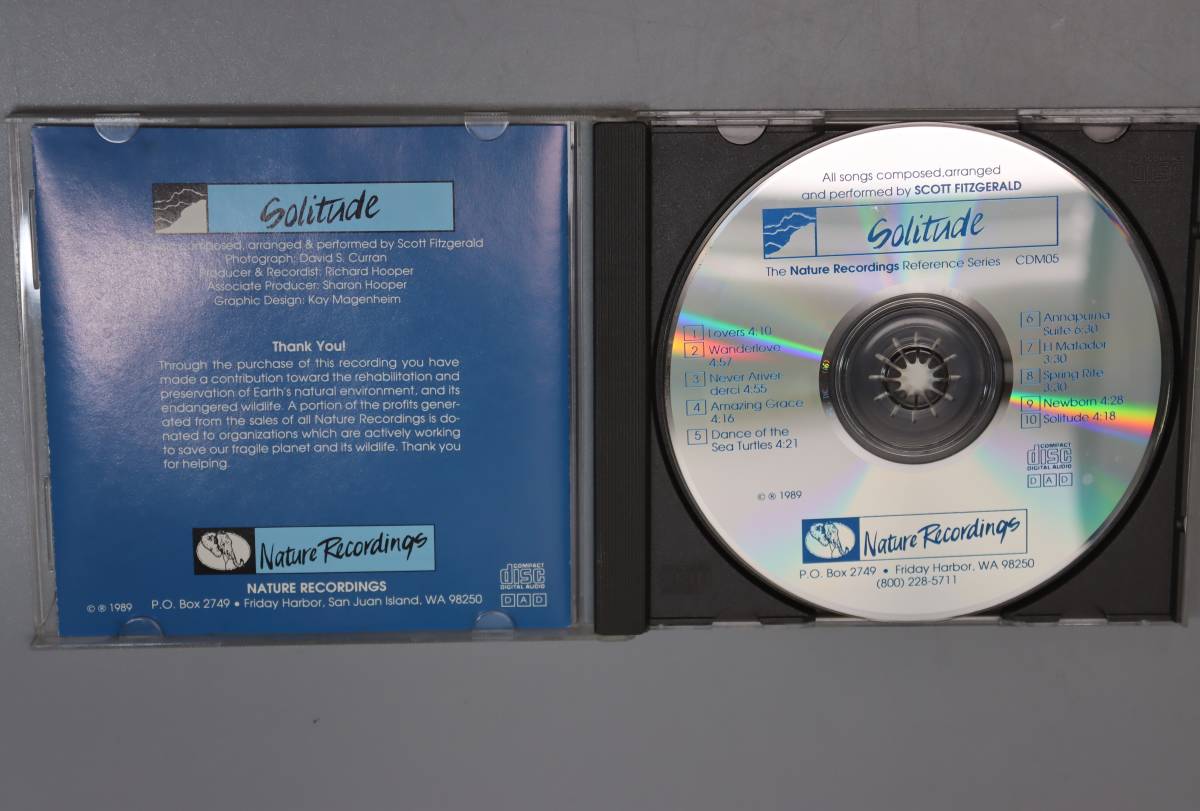 Solitude
composed, arranged & performed by Scott Fitzgerald
Photograph: David S. Curran
Producer & Recordist: Richard Hooper
Associate Producer: Sharon Hooper
Graphic Design: Kay Magenheim
Thank You!
Through the purchase of this recording you have
made a contribution toward the rehabilitation and
preservation of Earth's natural environment, and its
endangered wildlife. A portion of the profits gener-
ated from the sales of all Nature Recordings is do-
nated to organizations which are actively working
to save our fragile planet and its wildlife. Thank you
for helping.
Nature Recordings
NATURE RECORDINGS
© ℗ 1989 P.O. Box 2749 • Friday Harbor, San Juan Island, WA 98250
COMPACT
disc
DIGITAL AUDIO
D A D
All songs composed, arranged
and performed by SCOTT FITZGERALD
Solitude
The Nature Recordings Reference Series CDM05
1 Lovers 4:10
2 Wanderlove
4:57
3 Never Ariver-
derci 4:55
4 Amazing Grace
4:16
5 Dance of the
Sea Turtles 4:21
6 Annapurna
Suite 6:30
7 El Matador
3:30
8 Spring Rite
3:30
9 Newborn 4:28
10 Solitude 4:18
COMPACT
disc
DIGITAL AUDIO
D A D
© ℗ 1989
Nature Recordings
P.O. Box 2749 • Friday Harbor, WA 98250
(800) 228-5711